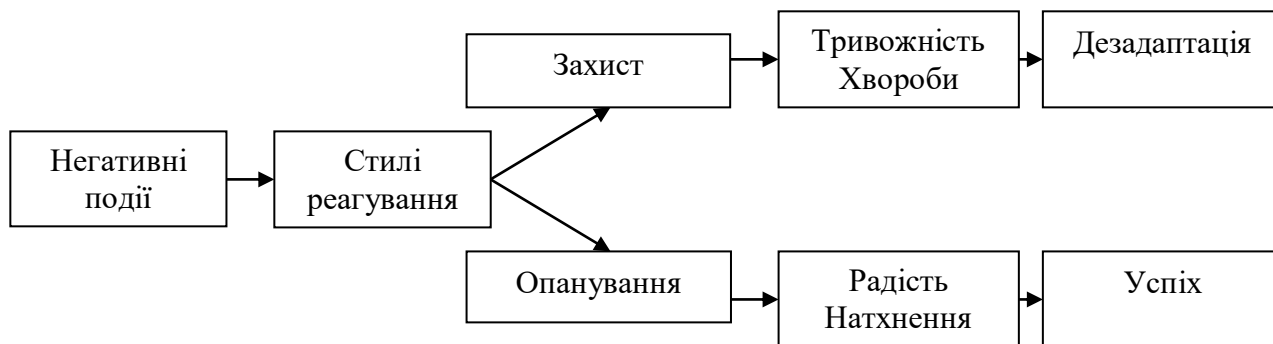 Захист
Тривожність
Хвороби
Дезадаптація
Негативні
події
Стилі
реагування
Опанування
Радість
Натхнення
Успіх